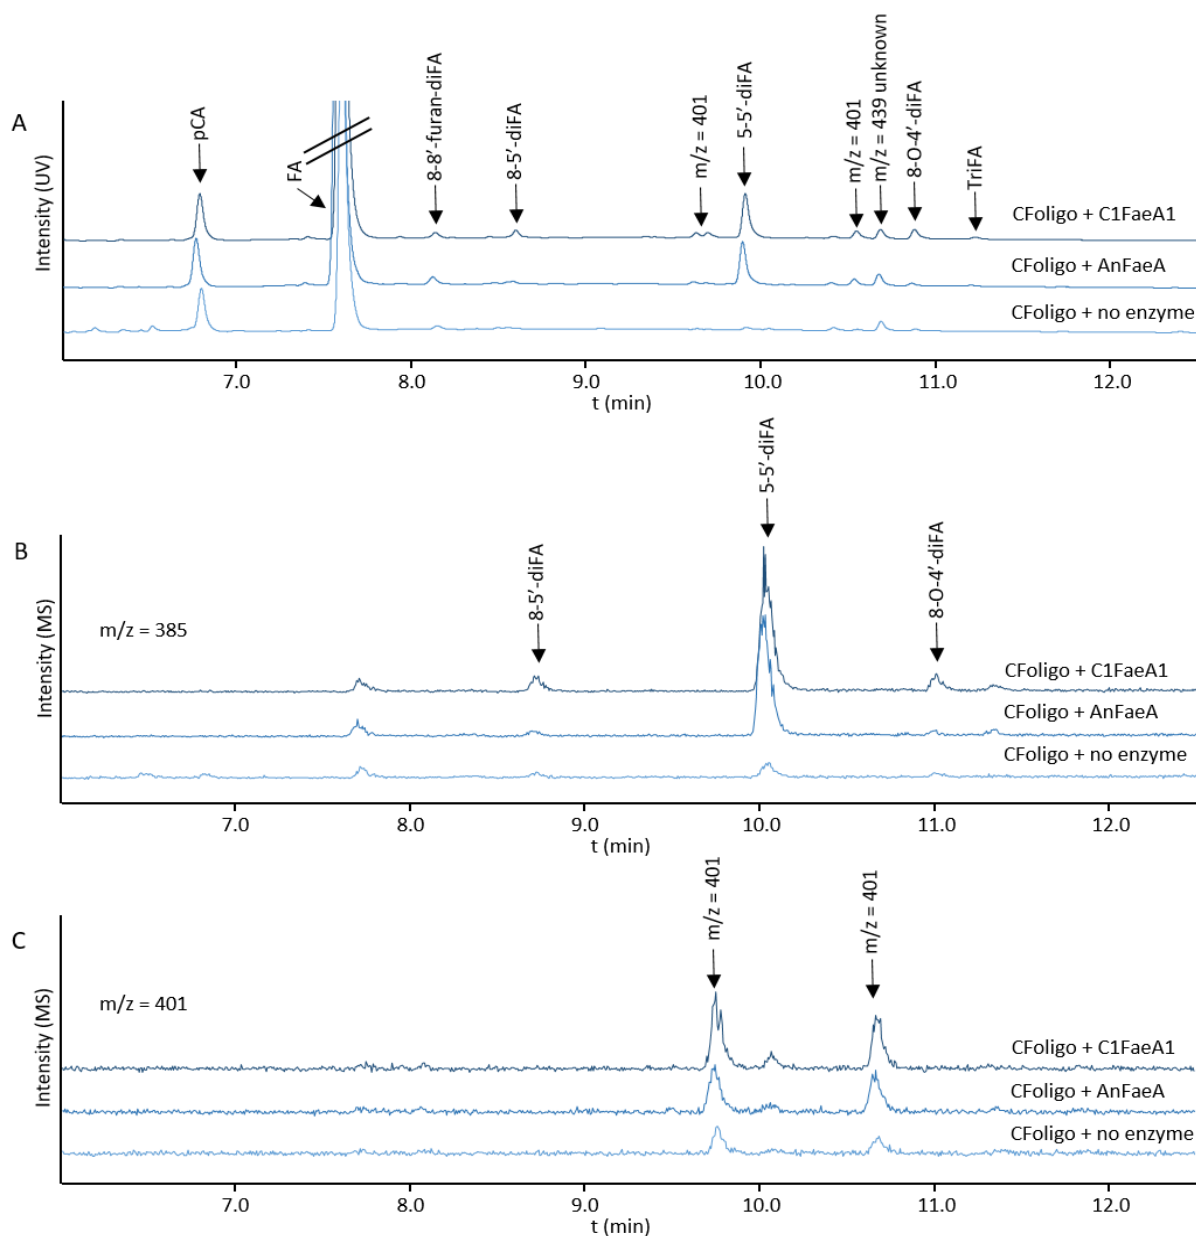 A
Intensity (UV)
pCA
FA
8-8’-furan-diFA
8-5’-diFA
m/z = 401
5-5’-diFA
m/z = 401
m/z = 439 unknown
8-O-4’-diFA
TriFA
CFoligo + C1FaeA1
CFoligo + AnFaeA
CFoligo + no enzyme
7.0 8.0 9.0 10.0 11.0 12.0
t (min)
B
Intensity (MS)
m/z = 385
8-5’-diFA
5-5’-diFA
8-O-4’-diFA
CFoligo + C1FaeA1
CFoligo + AnFaeA
CFoligo + no enzyme
7.0 8.0 9.0 10.0 11.0 12.0
t (min)
C
Intensity (MS)
m/z = 401
m/z = 401
m/z = 401
CFoligo + C1FaeA1
CFoligo + AnFaeA
CFoligo + no enzyme
7.0 8.0 9.0 10.0 11.0 12.0
t (min)